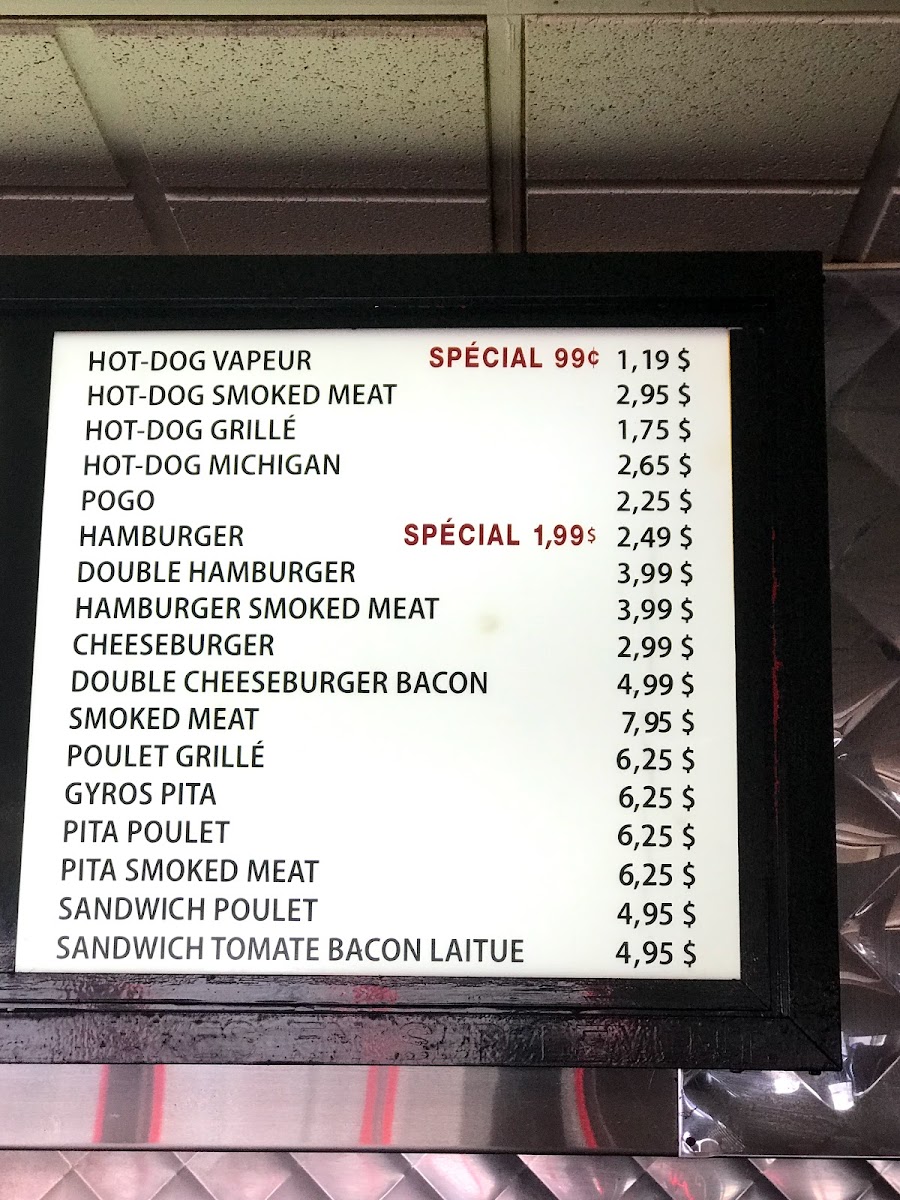 HOT-DOG VAPEUR SPÉCIAL 99¢ 1,19 $
HOT-DOG SMOKED MEAT 2,95 $
HOT-DOG GRILLÉ 1,75 $
HOT-DOG MICHIGAN 2,65 $
POGO 2,25 $
HAMBURGER SPÉCIAL 1,99$ 2,49 $
DOUBLE HAMBURGER 3,99 $
HAMBURGER SMOKED MEAT 3,99 $
CHEESEBURGER 2,99 $
DOUBLE CHEESEBURGER BACON 4,99 $
SMOKED MEAT 7,95 $
POULET GRILLÉ 6,25 $
GYROS PITA 6,25 $
PITA POULET 6,25 $
PITA SMOKED MEAT 6,25 $
SANDWICH POULET 4,95 $
SANDWICH TOMATE BACON LAITUE 4,95 $